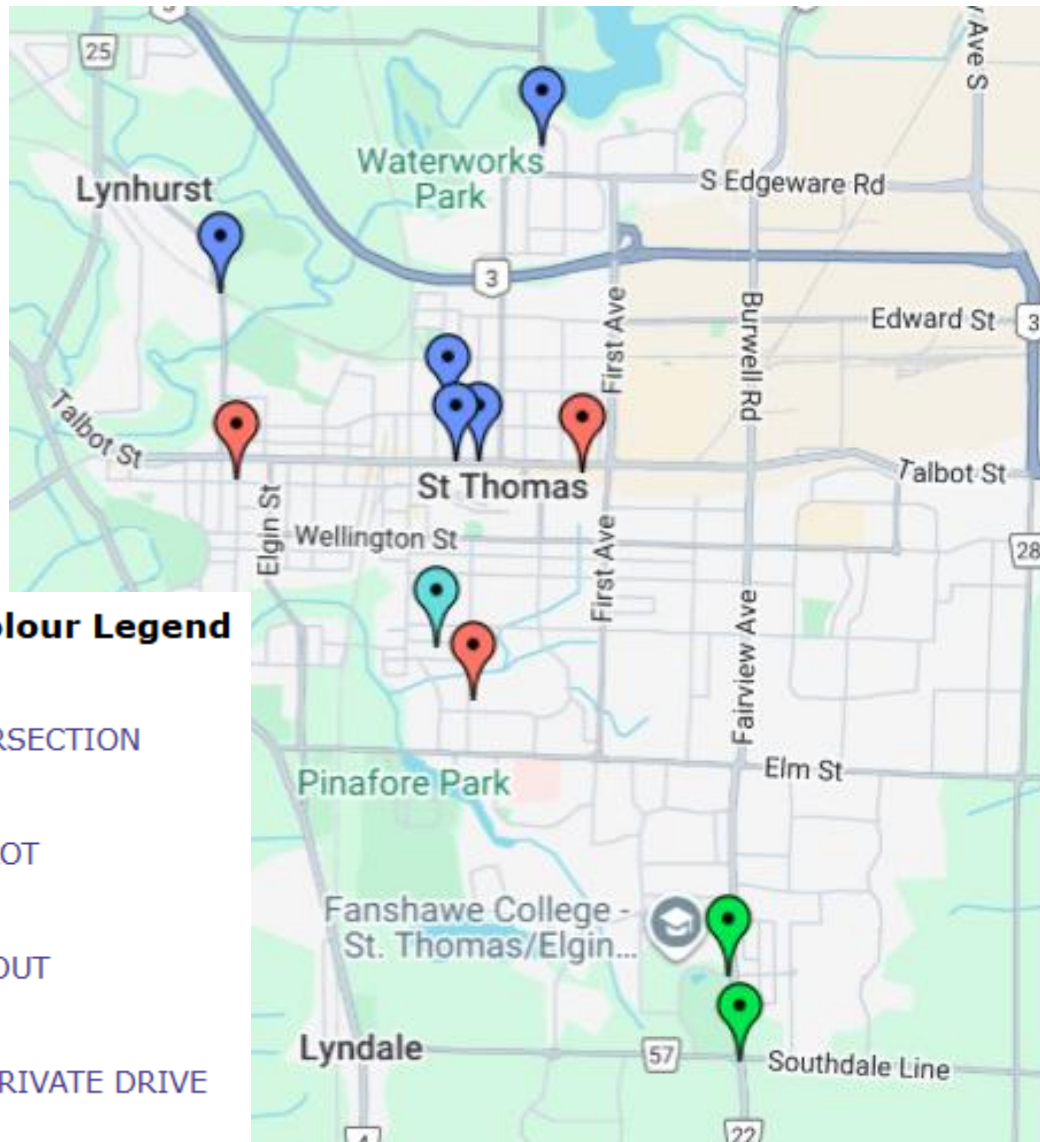 25
Waterworks
Park
Lynhurst
S Edgeware Rd
3
First Ave
Burwell Rd
Edward St
3
Talbot St
St Thomas
Talbot St
Elgin St
Wellington St
First Ave
28
Fairview Ave
olour Legend
RSECTION
OT
OUT
RIVATE DRIVE
Elm St
Pinafore Park
Fanshawe College -
St. Thomas/Elgin...
Lyndale
57
Southdale Line
22
Ave S